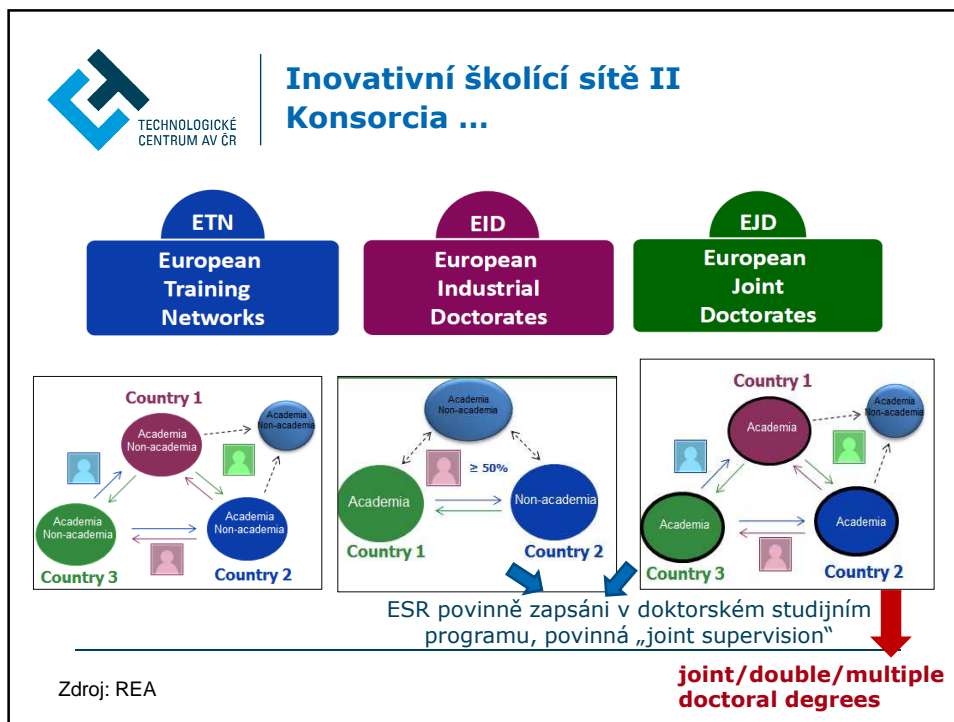 TECHNOLOGICKÉ
CENTRUM AV ČR
Inovativní školící sítě II
Konsorcia ...
ETN
European
Training
Networks
EID
European
Industrial
Doctorates
EJD
European
Joint
Doctorates
Country 1
Academia
Non-academia
Academia
Non-academia
Academia
Non-academia
Academia
Non-academia
Country 3
Country 2
Academia
Non-academia
≥ 50%
Academia
Non-academia
Country 1
Country 2
Country 1
Academia
Academia
Non-academia
Academia
Academia
Country 3
Country 2
ESR povinně zapsáni v doktorském studijním
programu, povinná „joint supervision“
joint/double/multiple
doctoral degrees
Zdroj: REA